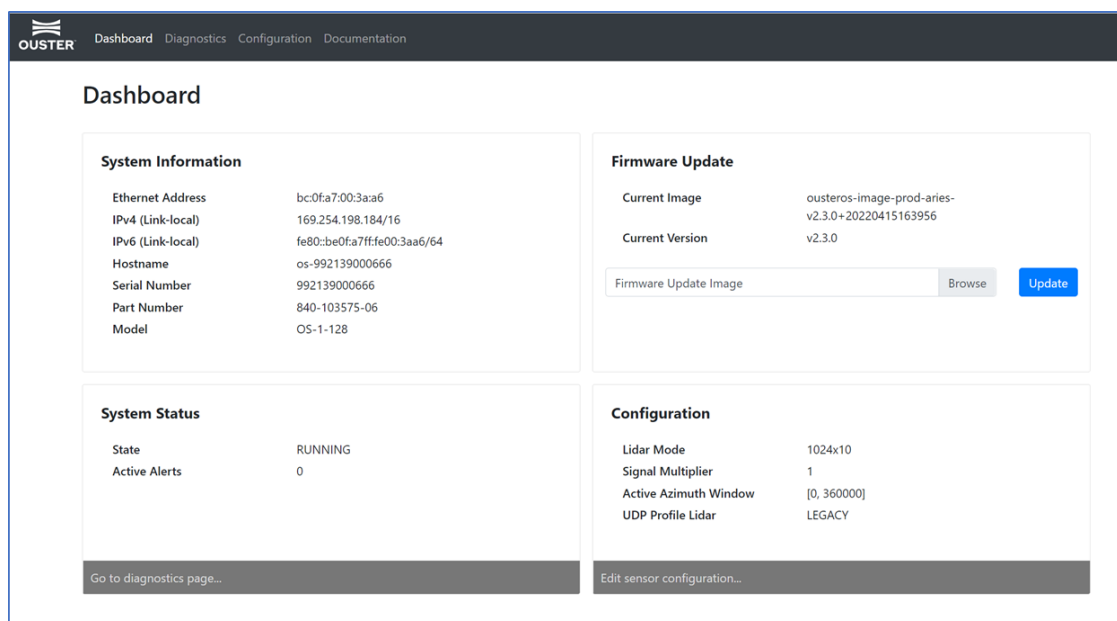 OUSTER
Dashboard Diagnostics Configuration Documentation
Dashboard
System Information
Ethernet Address bc:0f:a7:00:3a:a6
IPv4 (Link-local) 169.254.198.184/16
IPv6 (Link-local) fe80::be0f:a7ff:fe00:3aa6/64
Hostname os-992139000666
Serial Number 992139000666
Part Number 840-103575-06
Model OS-1-128
Firmware Update
Current Image ousteros-image-prod-aries-
v2.3.0+20220415163956
Current Version v2.3.0
Firmware Update Image Browse Update
System Status
State RUNNING
Active Alerts 0
Go to diagnostics page...
Configuration
Lidar Mode 1024x10
Signal Multiplier 1
Active Azimuth Window [0, 360000]
UDP Profile Lidar LEGACY
Edit sensor configuration...